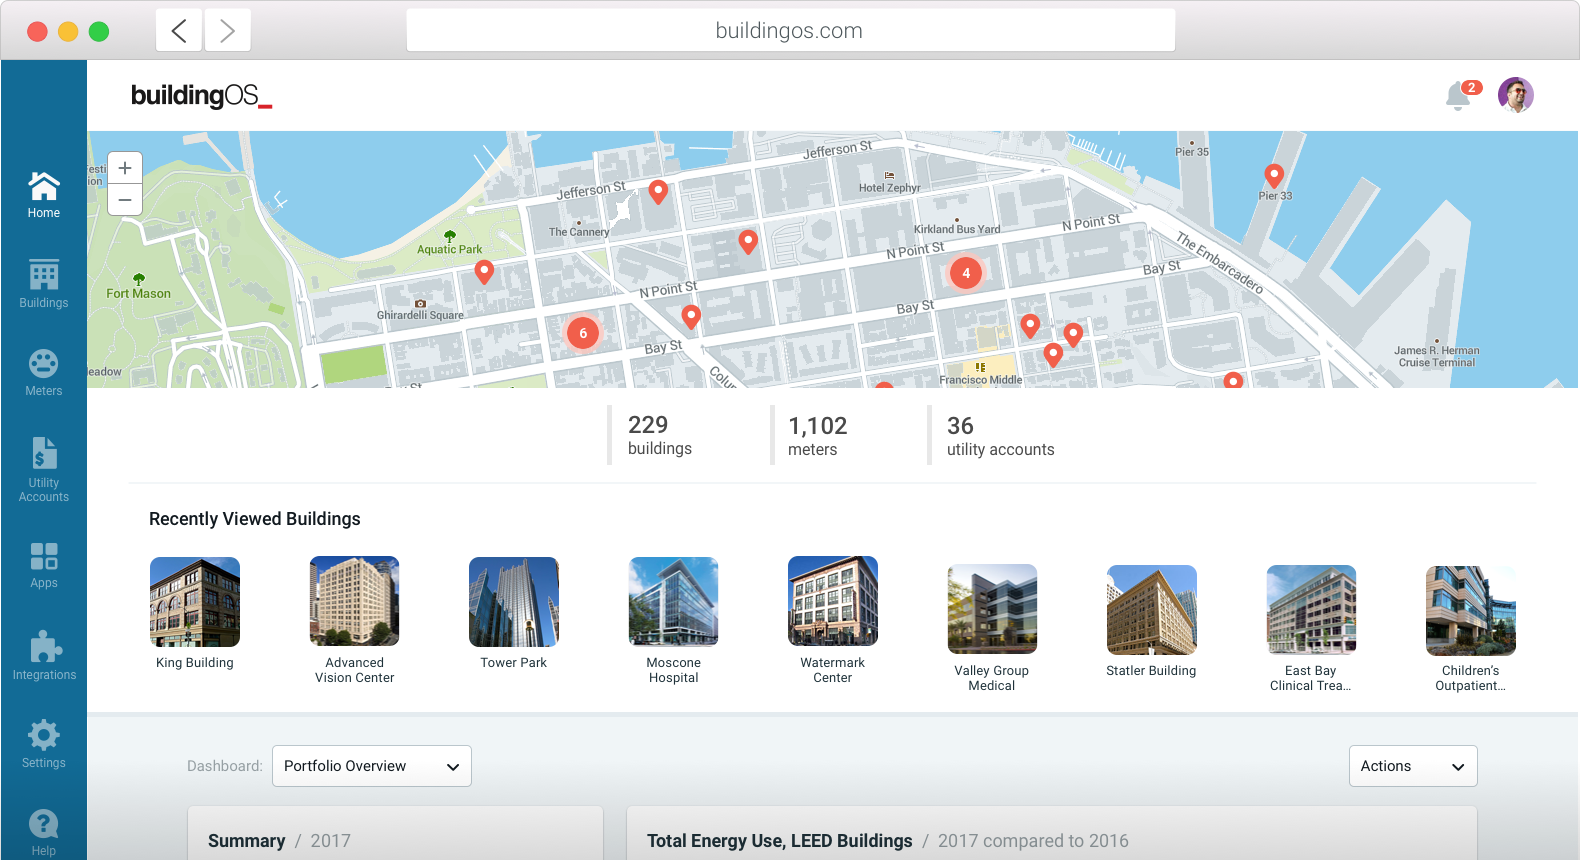 buildingos.com
buildingOS_
2
Home
Buildings
Meters
Utility
Accounts
Apps
Integrations
Settings
Help
+
−
Jefferson St
Pier 35
Hotel Zephyr
Jefferson St
Pier 33
The Cannery
Kirkland Bus Yard
N Point St
Aquatic Park
N Point St
The Embarcadero
Bay St
4
Fort Mason
N Point St
Ghirardelli Square
Bay St
6
Bay St
James R. Herman
Cruise Terminal
Francisco Middle
229
buildings
1,102
meters
36
utility accounts
Recently Viewed Buildings
King Building
Advanced
Vision Center
Tower Park
Moscone
Hospital
Watermark
Center
Valley Group
Medical
Statler Building
East Bay
Clinical Trea...
Children’s
Outpatient...
Dashboard:
Portfolio Overview
Actions
Summary / 2017
Total Energy Use, LEED Buildings / 2017 compared to 2016